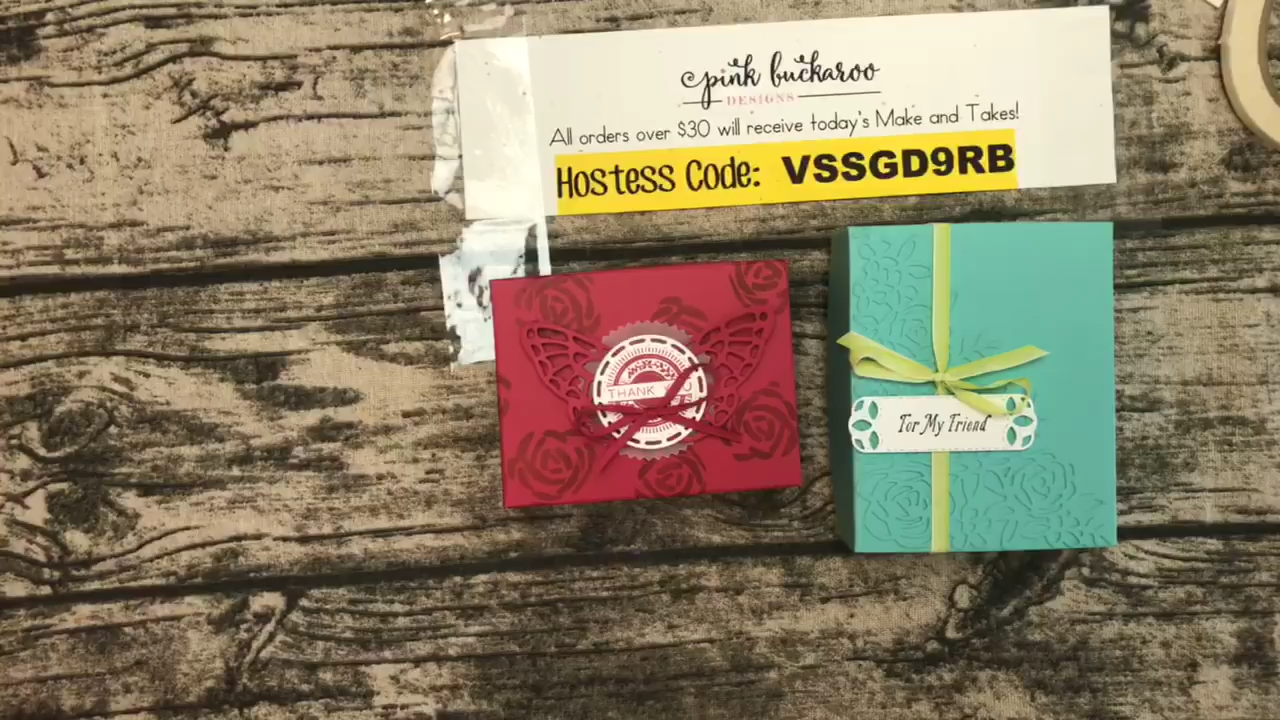 pink buckaroo
DESIGNS
All orders over $30 will receive today's Make and Takes!
Hostess Code: VSSGD9RB
THANK
For My Friend